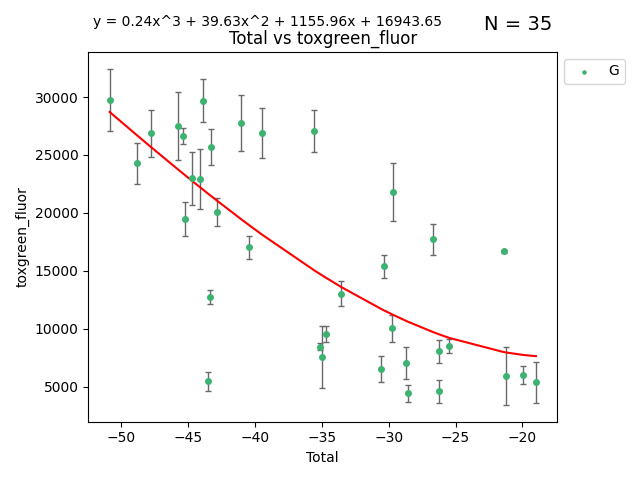 y = 0.24x^3 + 39.63x^2 + 1155.96x + 16943.65
N = 35
Total vs toxgreen_fluor
G
30000
25000
20000
15000
10000
5000
toxgreen_fluor
−50 −45 −40 −35 −30 −25 −20
Total